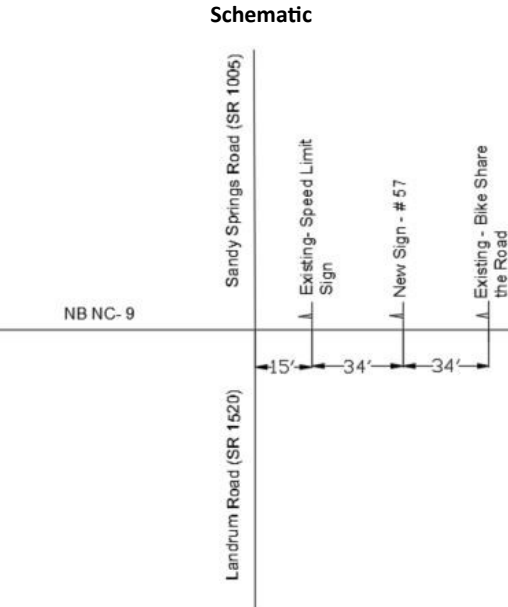 Schematic
Sandy Springs Road (SR 1005)
Existing- Speed Limit
Sign
New Sign - # 57
Existing - Bike Share
the Road
NB NC- 9
15'
34'
34'
Landrum Road (SR 1520)